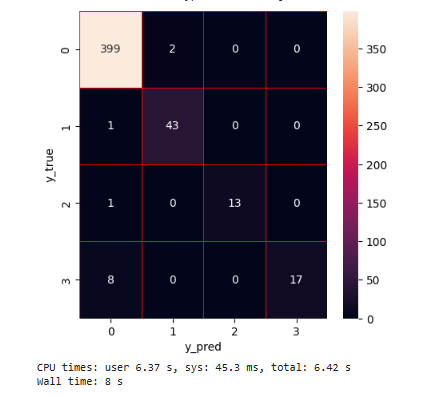 0
399 2 0 0
350
300
1
1 43 0 0
250
y_true
200
2
1 0 13 0
150
100
3
8 0 0 17
50
0
0 1 2 3
y_pred
CPU times: user 6.37 s, sys: 45.3 ms, total: 6.42 s
Wall time: 8 s